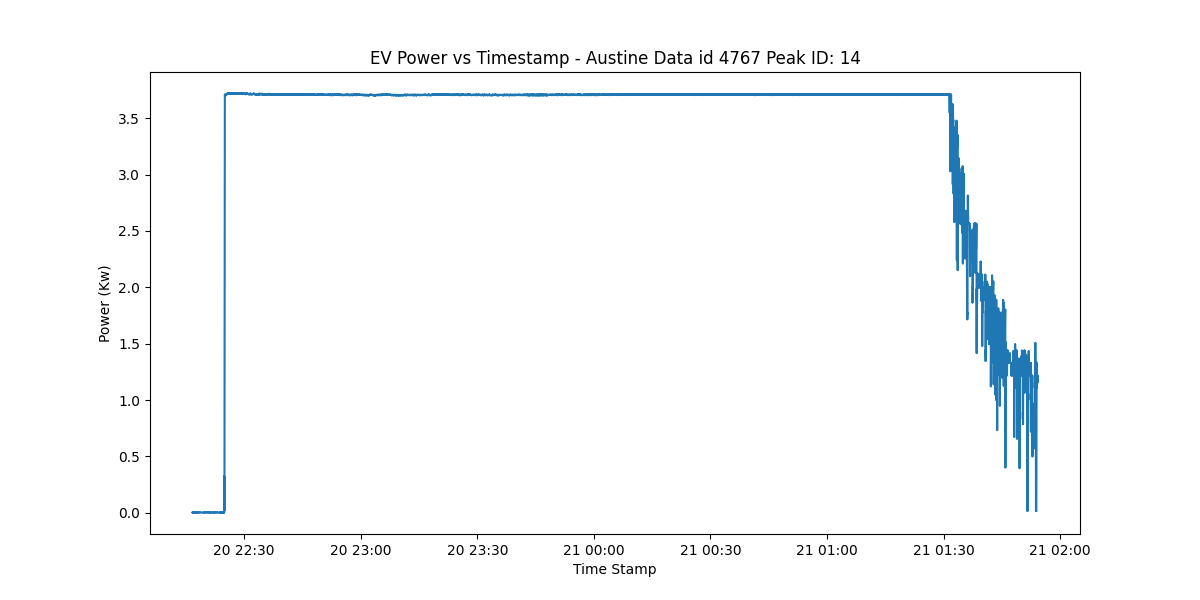 EV Power vs Timestamp - Austine Data id 4767 Peak ID: 14
Power (Kw)
3.5
3.0
2.5
2.0
1.5
1.0
0.5
0.0
20 22:30 20 23:00 20 23:30 21 00:00 21 00:30 21 01:00 21 01:30 21 02:00
Time Stamp